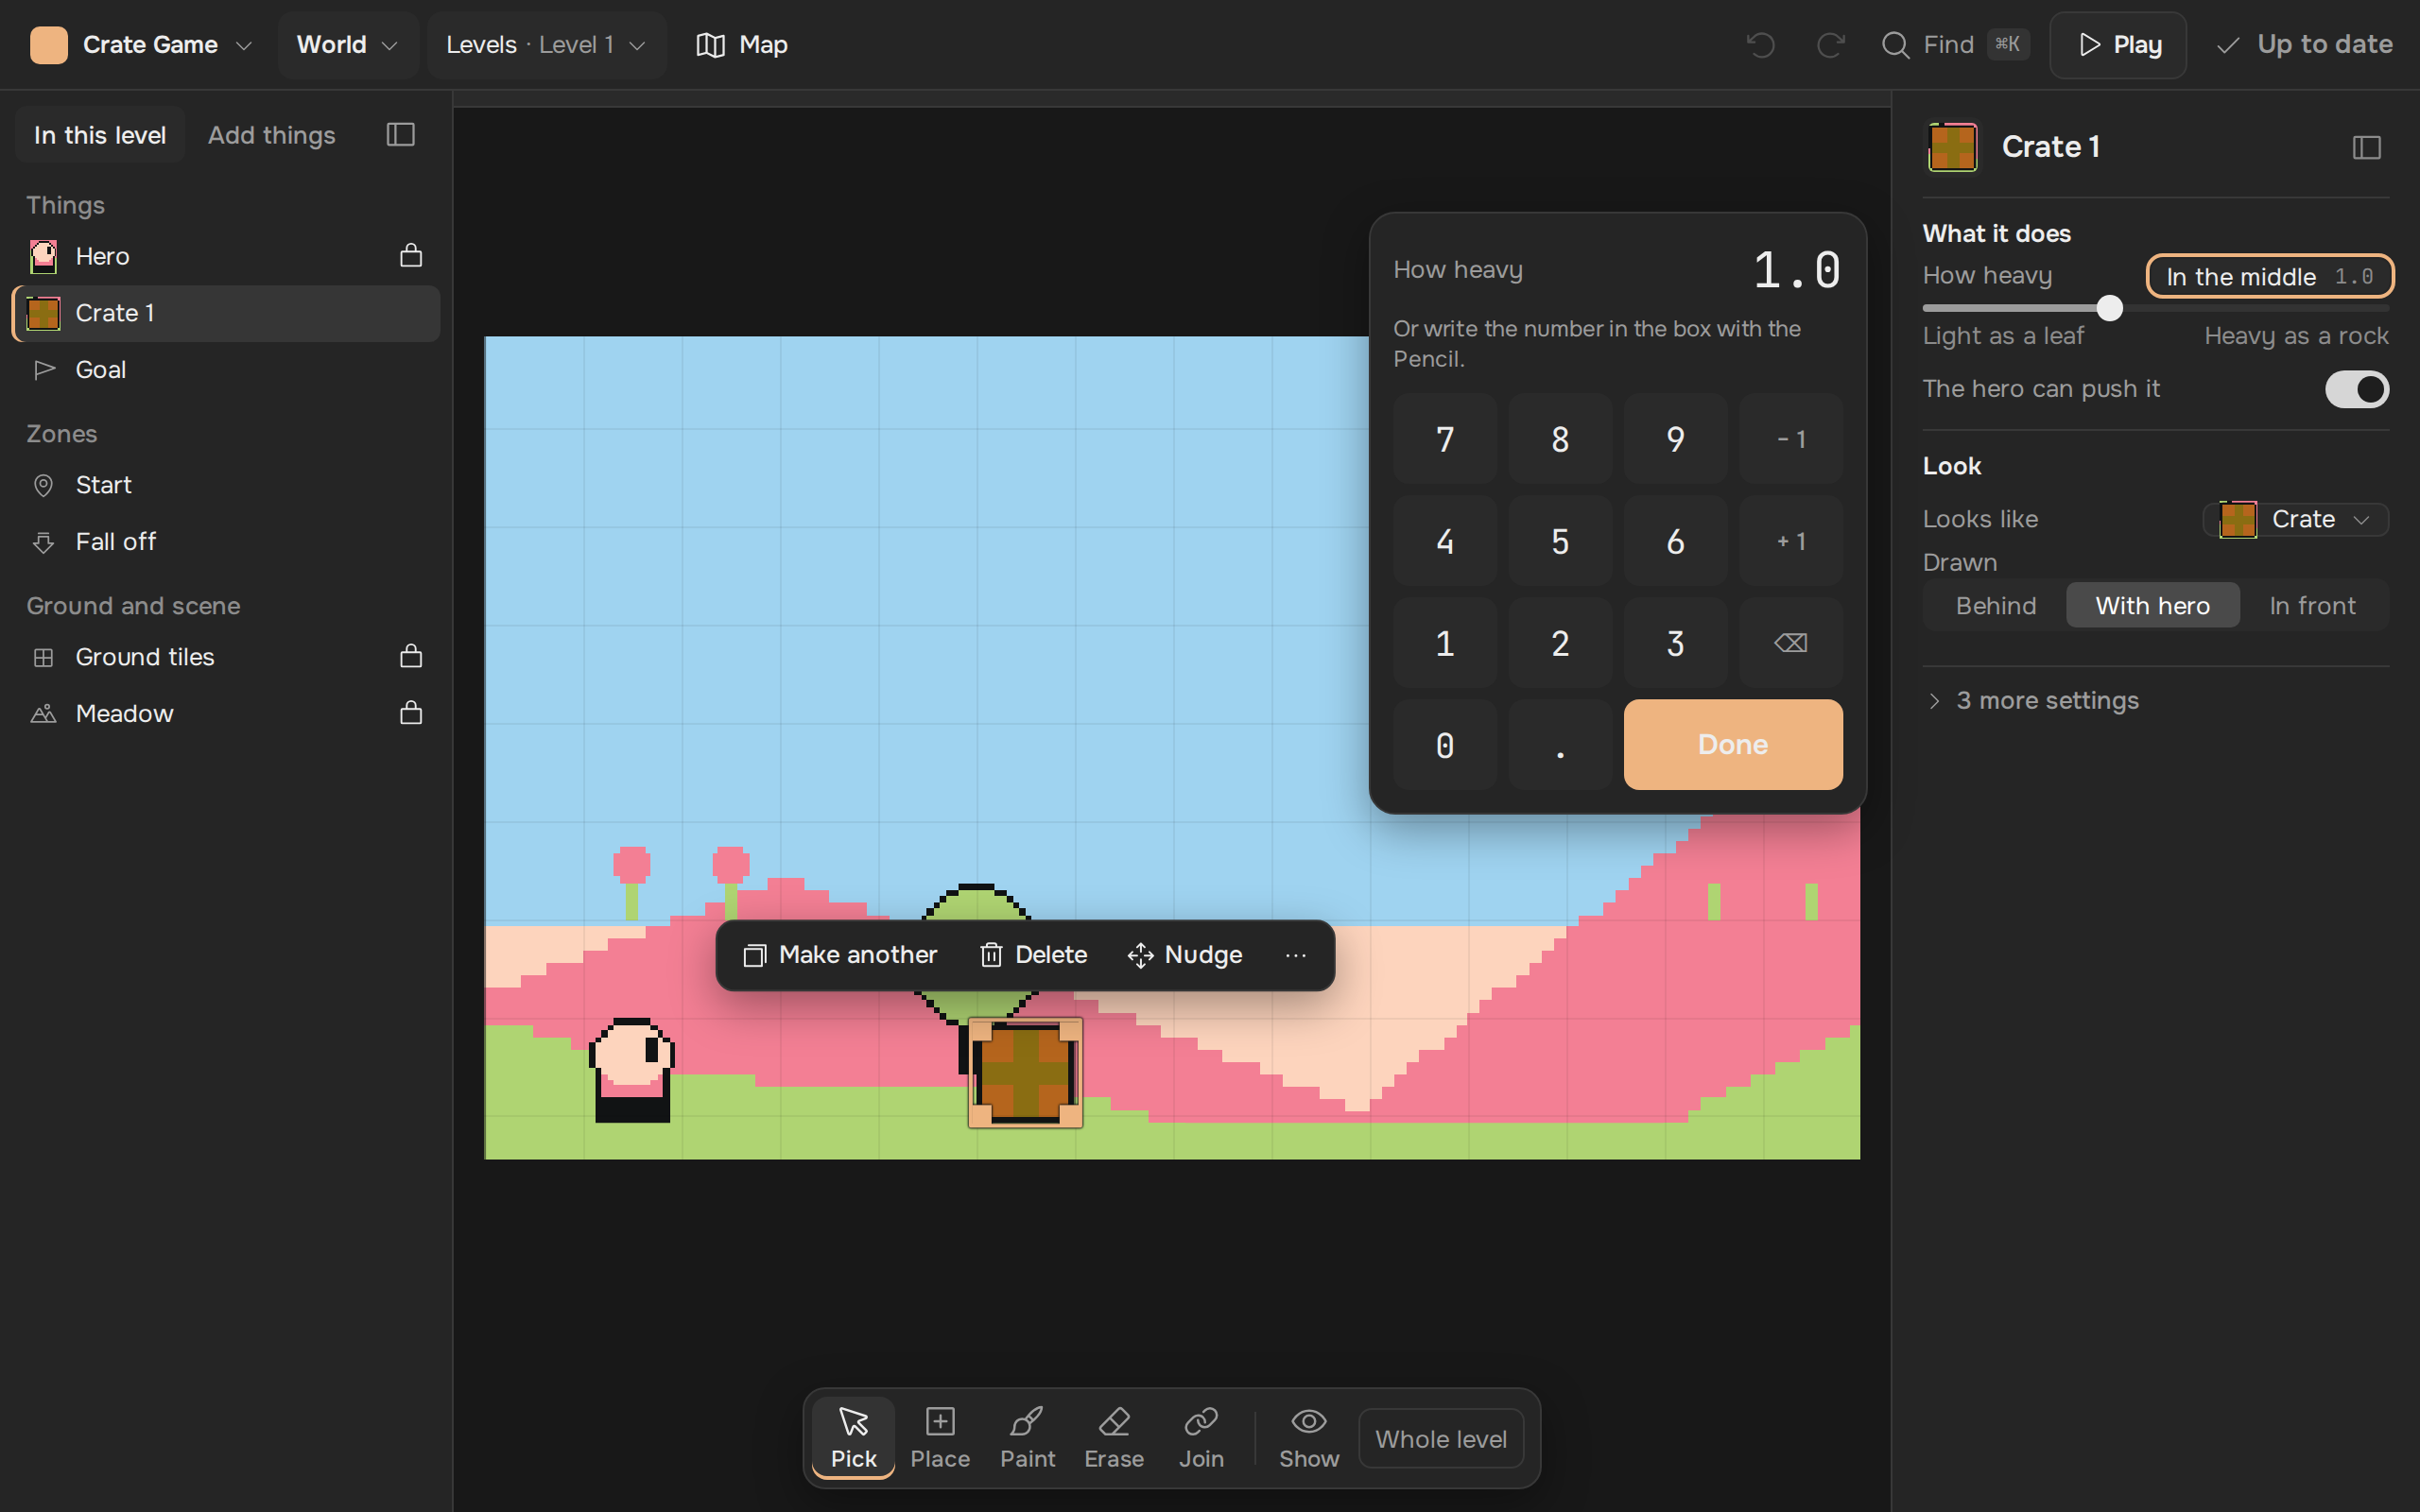 Crate Game
World
Levels · Level 1
Map
Find ⌘K
Play
Up to date
In this level
Add things
Things
Hero
Crate 1
Goal
Zones
Start
Fall off
Ground and scene
Ground tiles
Meadow
How heavy 1.0
Or write the number in the box with the
Pencil.
7 8 9 − 1
4 5 6 + 1
1 2 3 ⌫
0 . Done
Make another
Delete
Nudge
···
Pick
Place
Paint
Erase
Join
Show
Whole level
Crate 1
What it does
How heavy In the middle 1.0
Light as a leaf Heavy as a rock
The hero can push it
Look
Looks like Crate
Drawn
Behind With hero In front
3 more settings